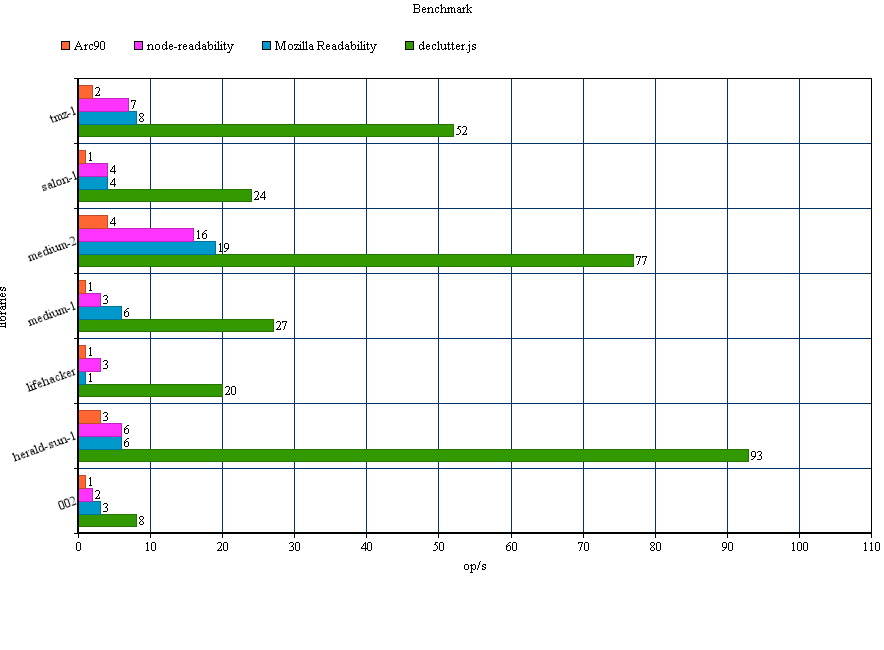 Benchmark
Arc90 node-readability Mozilla Readability declutter.js
tmz-1 2
7
8
52
salon-1 1
4
4
24
medium-2 4
16
19
77
medium-1 1
3
6
27
lifehacker 1
3
1
20
herald-sun-1 3
6
6
93
002 1
2
3
8
0 10 20 30 40 50 60 70 80 90 100 110
op/s